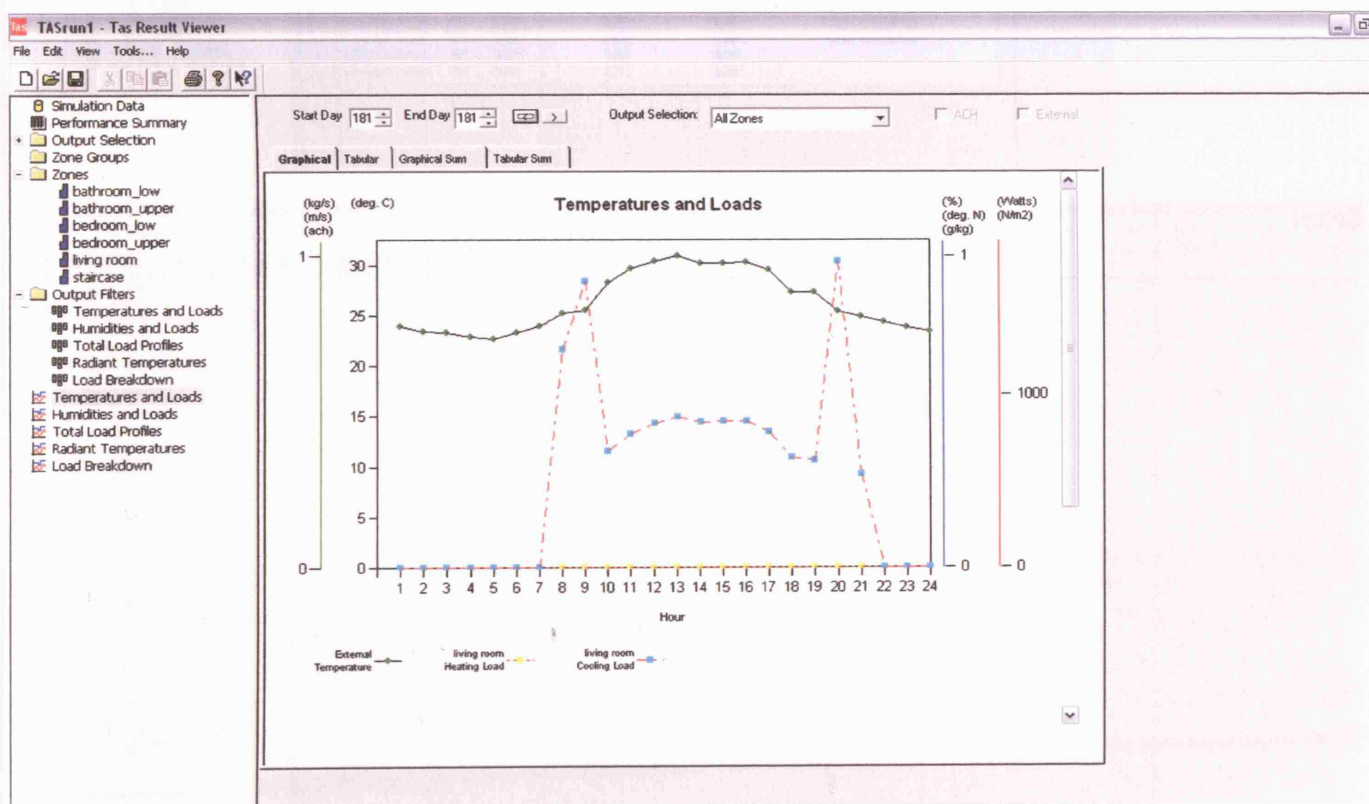 Tas TASrun1 - Tas Result Viewer
File Edit View Tools... Help
Simulation Data
Performance Summary
Output Selection
Zone Groups
Zones
bathroom_low
bathroom_upper
bedroom_low
bedroom_upper
living room
staircase
Output Filters
Temperatures and Loads
Humidities and Loads
Total Load Profiles
Radiant Temperatures
Load Breakdown
Temperatures and Loads
Humidities and Loads
Total Load Profiles
Radiant Temperatures
Load Breakdown
Start Day 181 End Day 181 > Output Selection: All Zones ACH External
Graphical Tabular Graphical Sum Tabular Sum
Temperatures and Loads
(kg/s) (deg. C)
(m/s)
(ach)
(%) (Watts)
(deg. N) (N/m2)
(g/kg)
1
0
30
25
20
15
10
5
0
1
0
1000
0
1 2 3 4 5 6 7 8 9 10 11 12 13 14 15 16 17 18 19 20 21 22 23 24
Hour
External
Temperature
living room
Heating Load
living room
Cooling Load